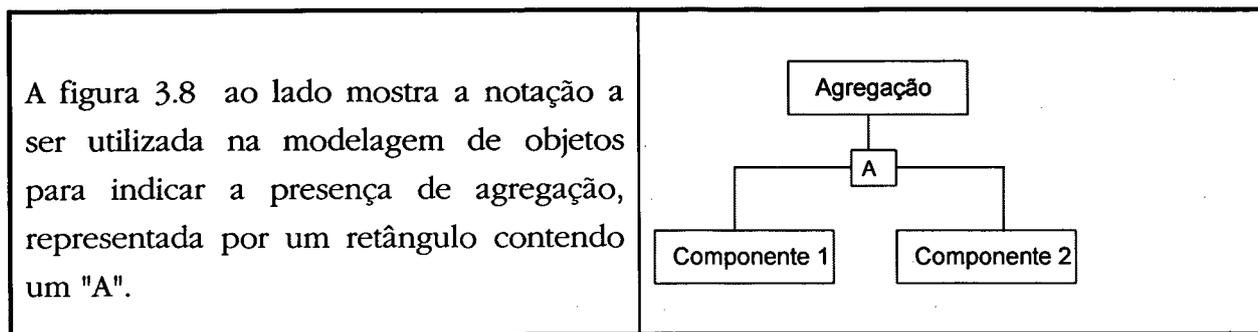 A figura 3.8 ao lado mostra a notação a
ser utilizada na modelagem de objetos
para indicar a presença de agregação,
representada por um retângulo contendo
um "A".
Agregação
A
Componente 1
Componente 2